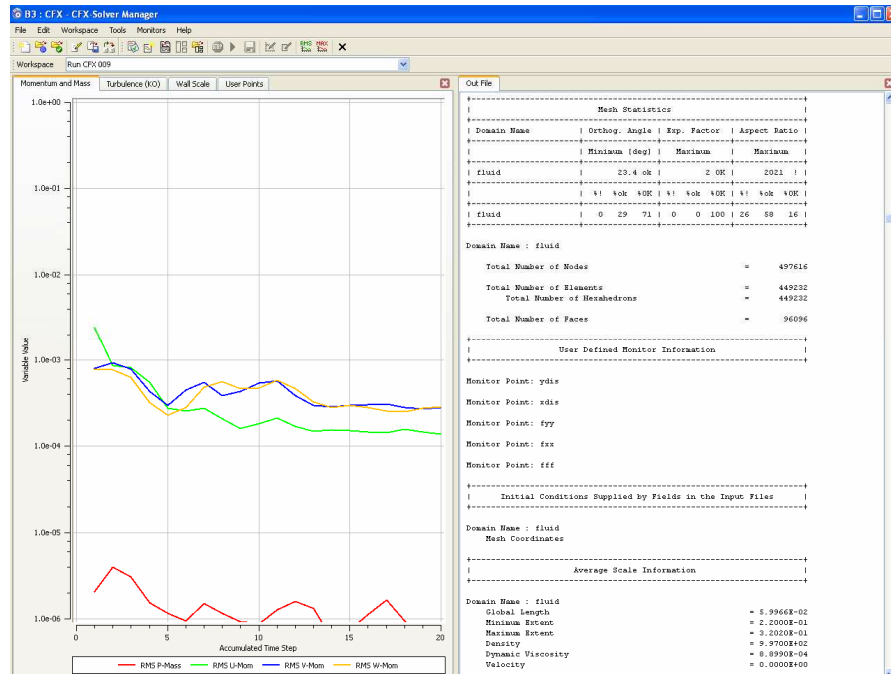 B3 : CFX - CFX-Solver Manager
File Edit Workspace Tools Monitors Help
RMS MAX
Workspace Run CFX 009
Momentum and Mass Turbulence (KO) Wall Scale User Points
1.0e+00
1.0e-01
1.0e-02
1.0e-03
1.0e-04
1.0e-05
1.0e-06
Variable Value
0 5 10 15 20
Accumulated Time Step
RMS P-Mass RMS U-Mom RMS V-Mom RMS W-Mom
Out File
+--------------------------------------------------------------------+
| Mesh Statistics |
+--------------------------------------------------------------------+
| Domain Name | Orthog. Angle | Exp. Factor | Aspect Ratio |
+--------------------------------------------------------------------+
| | Minimum [deg] | Maximum | Maximum |
+--------------------------------------------------------------------+
| fluid | 23.4 ok | 2 OK | 2021 ! |
+--------------------------------------------------------------------+
| | %! %ok %OK | %! %ok %OK | %! %ok %OK |
+--------------------------------------------------------------------+
| fluid | 0 29 71 | 0 0 100 | 26 58 16 |
+--------------------------------------------------------------------+
Domain Name : fluid
Total Number of Nodes = 497616
Total Number of Elements = 449232
Total Number of Hexahedrons = 449232
Total Number of Faces = 96096
+--------------------------------------------------------------------+
| User Defined Monitor Information |
+--------------------------------------------------------------------+
Monitor Point: ydis
Monitor Point: xdis
Monitor Point: fyy
Monitor Point: fxx
Monitor Point: fff
+--------------------------------------------------------------------+
| Initial Conditions Supplied by Fields in the Input Files |
+--------------------------------------------------------------------+
Domain Name : fluid
Mesh Coordinates
+--------------------------------------------------------------------+
| Average Scale Information |
+--------------------------------------------------------------------+
Domain Name : fluid
Global Length = 5.9966E-02
Minimum Extent = 2.2000E-01
Maximum Extent = 3.2020E-01
Density = 9.9700E+02
Dynamic Viscosity = 8.8990E-04
Velocity = 0.0000E+00